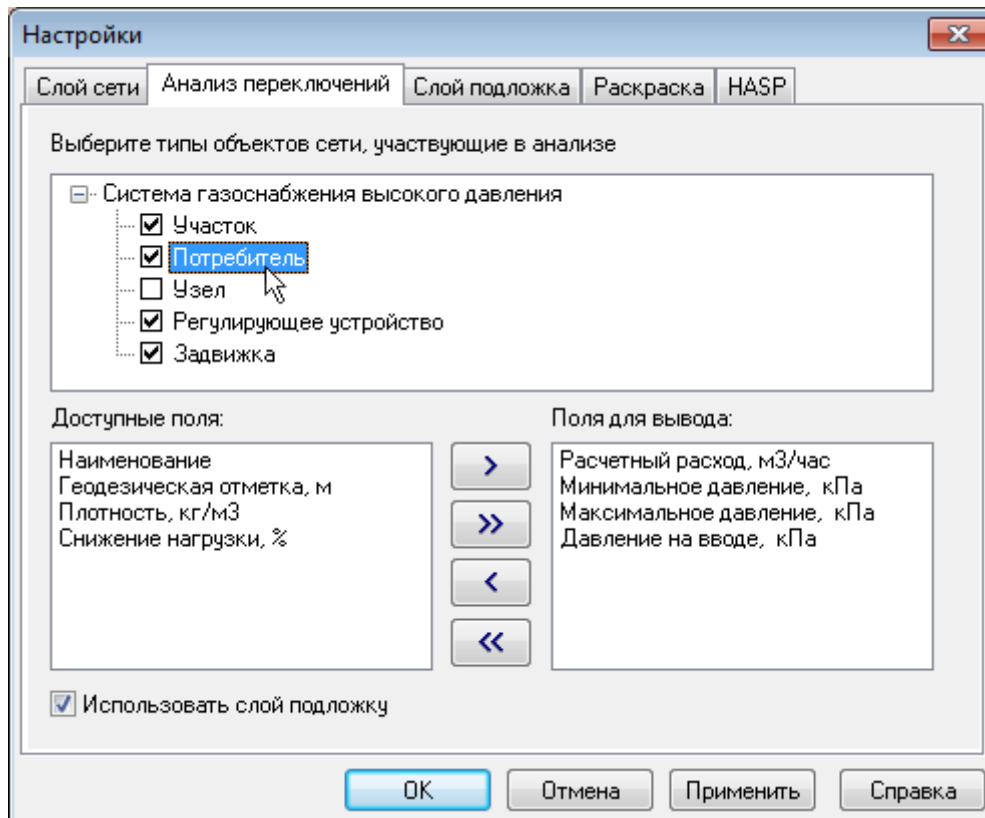 Настройки
Слой сети Анализ переключений Слой подложка Раскраска HASP
Выберите типы объектов сети, участвующие в анализе
Система газоснабжения высокого давления
Участок
Потребитель
Узел
Регулирующее устройство
Задвижка
Доступные поля:
Наименование
Геодезическая отметка, м
Плотность, кг/м3
Снижение нагрузки, %
>
>>
<
<<
Поля для вывода:
Расчетный расход, м3/час
Минимальное давление, кПа
Максимальное давление, кПа
Давление на вводе, кПа
Использовать слой подложку
OK Отмена Применить Справка